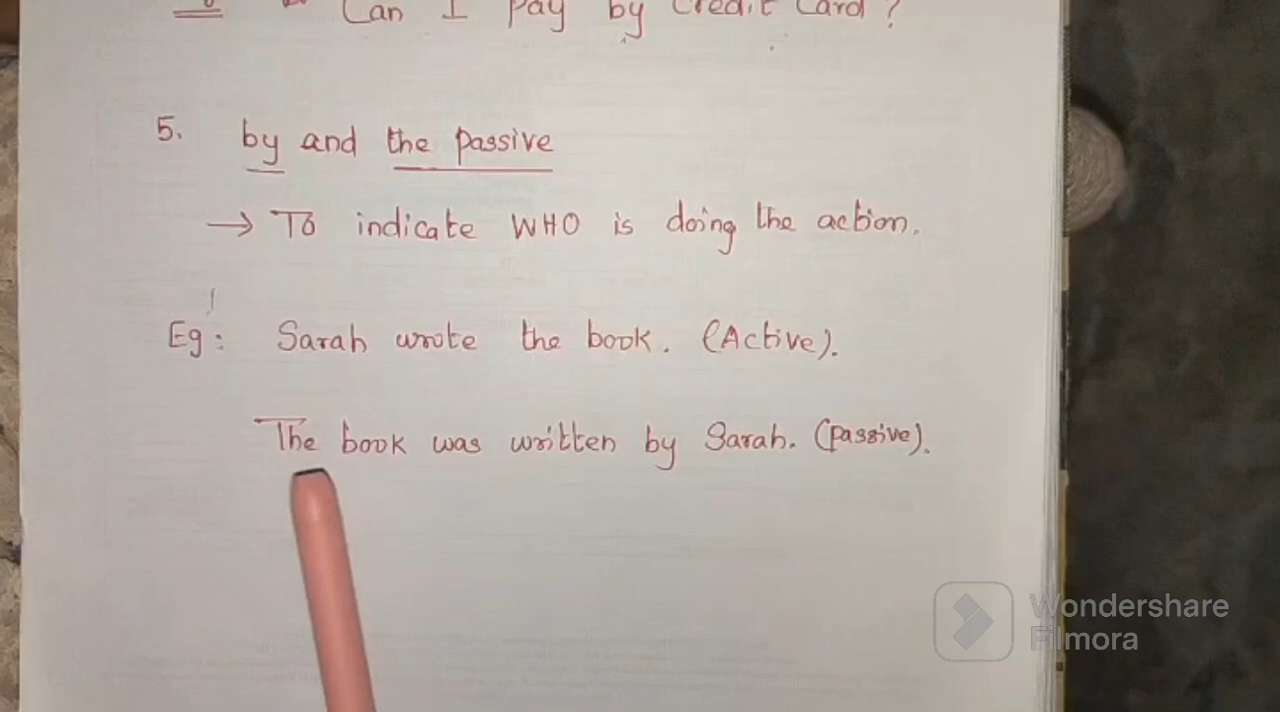 Can I Pay by Credit Card?
5. by and the passive
→ To indicate WHO is doing the action.
Eg: Sarah wrote the book. (Active).
The book was written by Sarah. (Passive).
Wondershare
Filmora